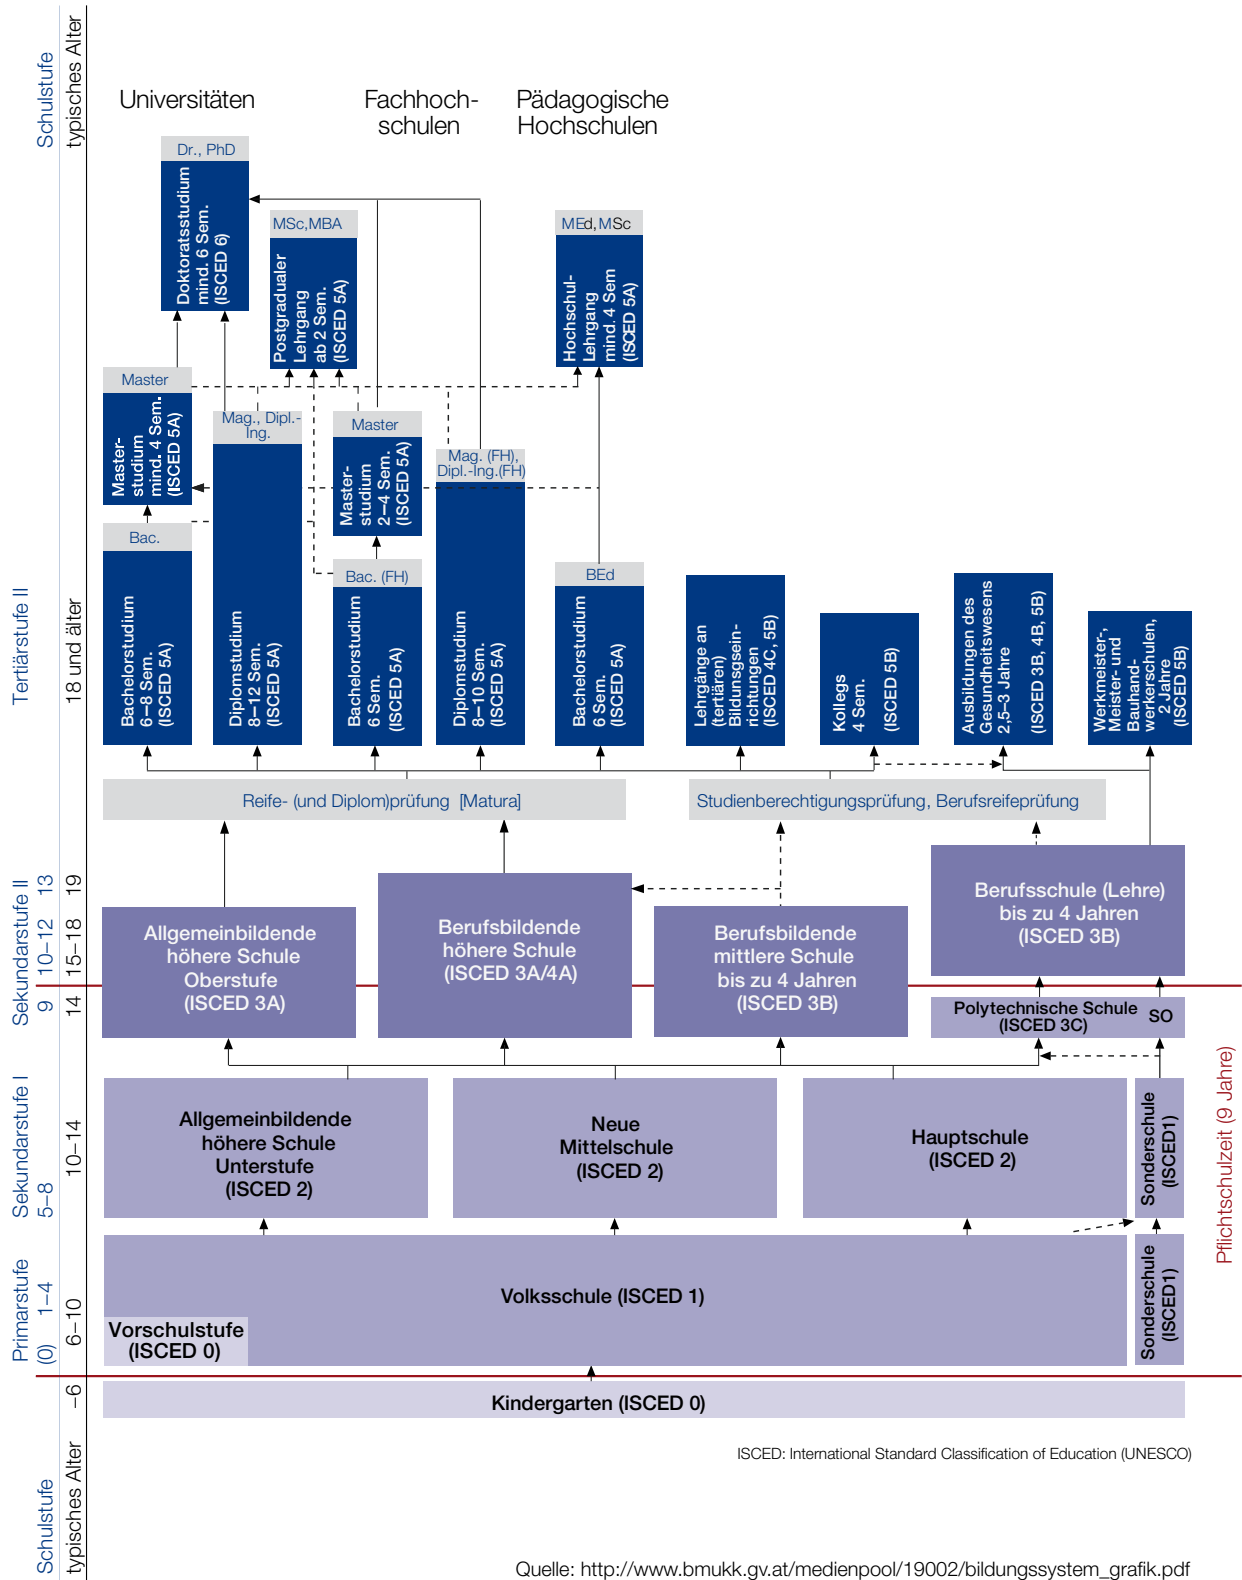 Schulstufe
typisches Alter
Universitäten
Fachhoch-
schulen
Pädagogische
Hochschulen
Dr., PhD
Doktoratsstudium
mind. 6 Sem.
(ISCED 6)
MSc,MBA
Postgradualer
Lehrgang
ab 2 Sem.
(ISCED 5A)
MEd, MSc
Hochschul-
Lehrgang
mind. 4 Sem
(ISCED 5A)
Master
Master-
studium
mind. 4 Sem.
(ISCED 5A)
Mag., Dipl.-
Ing.
Master
Master-
studium
2–4 Sem.
(ISCED 5A)
Mag. (FH),
Dipl.-Ing.(FH)
Bac.
Bac. (FH)
BEd
Tertiärstufe II
18 und älter
Bachelorstudium
6–8 Sem.
(ISCED 5A)
Diplomstudium
8–12 Sem.
(ISCED 5A)
Bachelorstudium
6 Sem.
(ISCED 5A)
Diplomstudium
8–10 Sem.
(ISCED 5A)
Bachelorstudium
6 Sem.
(ISCED 5A)
Lehrgänge an
(tertiären)
Bildungsein-
richtungen
(ISCED 4C, 5B)
Kollegs
4 Sem.
(ISCED 5B)
Ausbildungen des
Gesundheitswesens
2,5–3 Jahre
(ISCED 3B, 4B, 5B)
Werkmeister-,
Meister- und
Bauhand-
werkerschulen,
2 Jahre
(ISCED 5B)
Reife- (und Diplom)prüfung [Matura]
Studienberechtigungsprüfung, Berufsreifeprüfung
Sekundarstufe II
9 10–12 13
14 15–18 19
Allgemeinbildende
höhere Schule
Oberstufe
(ISCED 3A)
Berufsbildende
höhere Schule
(ISCED 3A/4A)
Berufsbildende
mittlere Schule
bis zu 4 Jahren
(ISCED 3B)
Berufsschule (Lehre)
bis zu 4 Jahren
(ISCED 3B)
Polytechnische Schule
(ISCED 3C)
SO
Sekundarstufe I
5–8
10–14
Allgemeinbildende
höhere Schule
Unterstufe
(ISCED 2)
Neue
Mittelschule
(ISCED 2)
Hauptschule
(ISCED 2)
Sonderschule
(ISCED1)
Pflichtschulzeit (9 Jahre)
Primarstufe
(0) 1–4
6–10
Volksschule (ISCED 1)
Vorschulstufe
(ISCED 0)
Sonderschule
(ISCED1)
–6
Kindergarten (ISCED 0)
ISCED: International Standard Classification of Education (UNESCO)
Schulstufe
typisches Alter
Quelle: http://www.bmukk.gv.at/medienpool/19002/bildungssystem_grafik.pdf